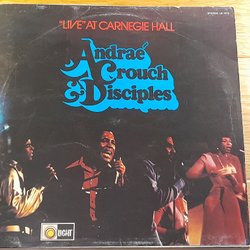 "LIVE" AT CARNEGIE HALL
Andraé
Crouch
& Disciples
LIGHT